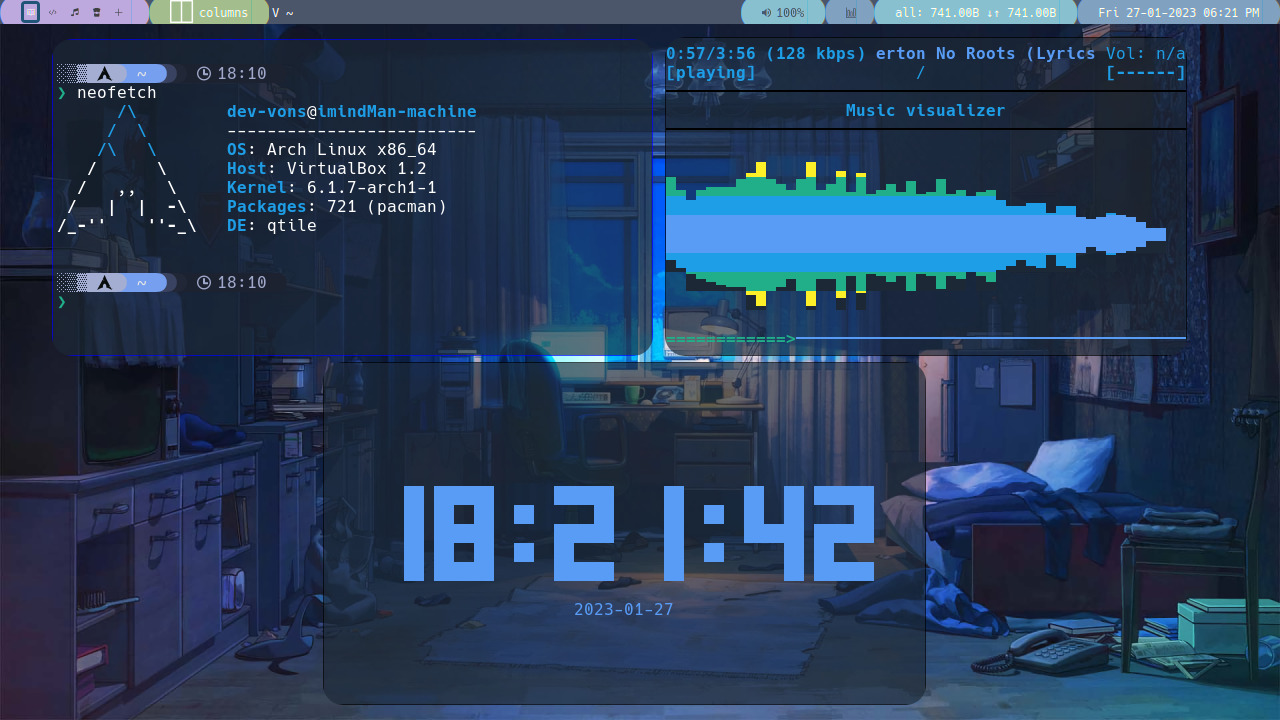 columns V ~ 100% all: 741.00B ↓↑ 741.00B Fri 27-01-2023 06:21 PM
~ 18:10
❯ neofetch
dev-vons@imindMan-machine
-------------------------
OS: Arch Linux x86_64
Host: VirtualBox 1.2
Kernel: 6.1.7-arch1-1
Packages: 721 (pacman)
DE: qtile
~ 18:10
❯
0:57/3:56 (128 kbps) erton No Roots (Lyrics Vol: n/a
[playing] / [------]
Music visualizer
============>
18:21:42
2023-01-27